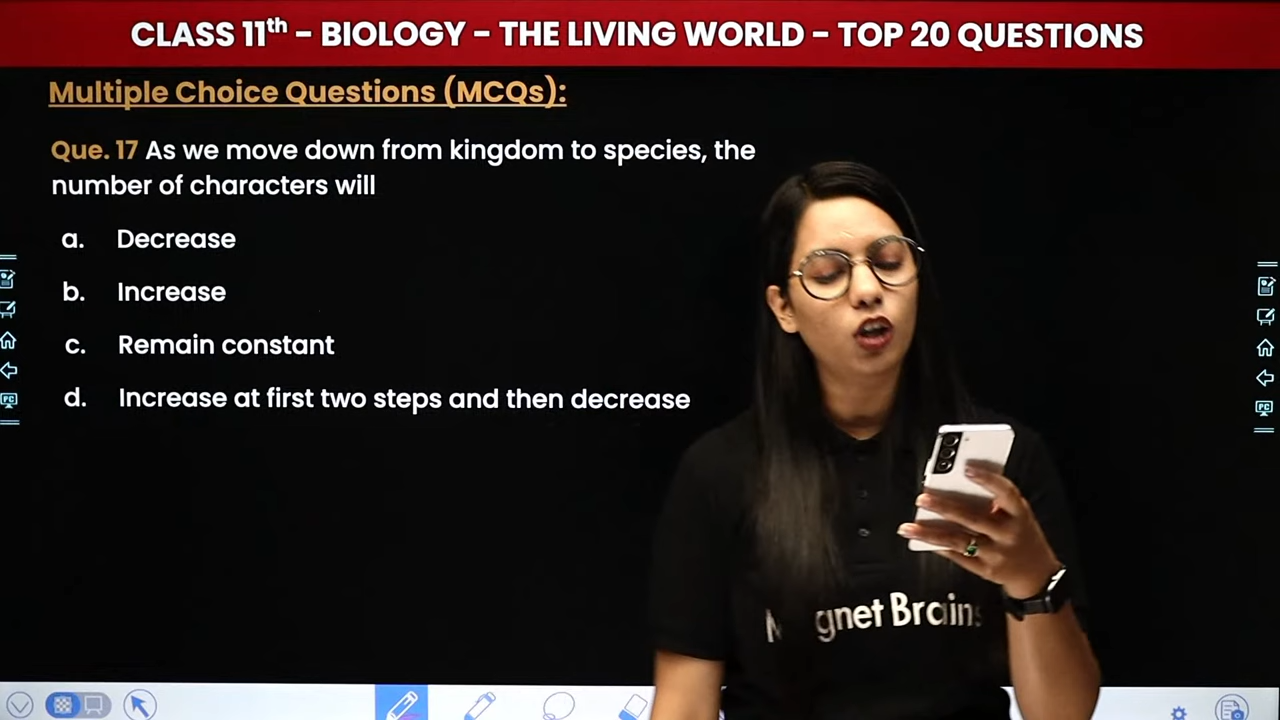 CLASS 11th - BIOLOGY - THE LIVING WORLD - TOP 20 QUESTIONS
Multiple Choice Questions (MCQs):
Que. 17 As we move down from kingdom to species, the
number of characters will
a. Decrease
b. Increase
c. Remain constant
d. Increase at first two steps and then decrease
PC
PC
gnet Brains